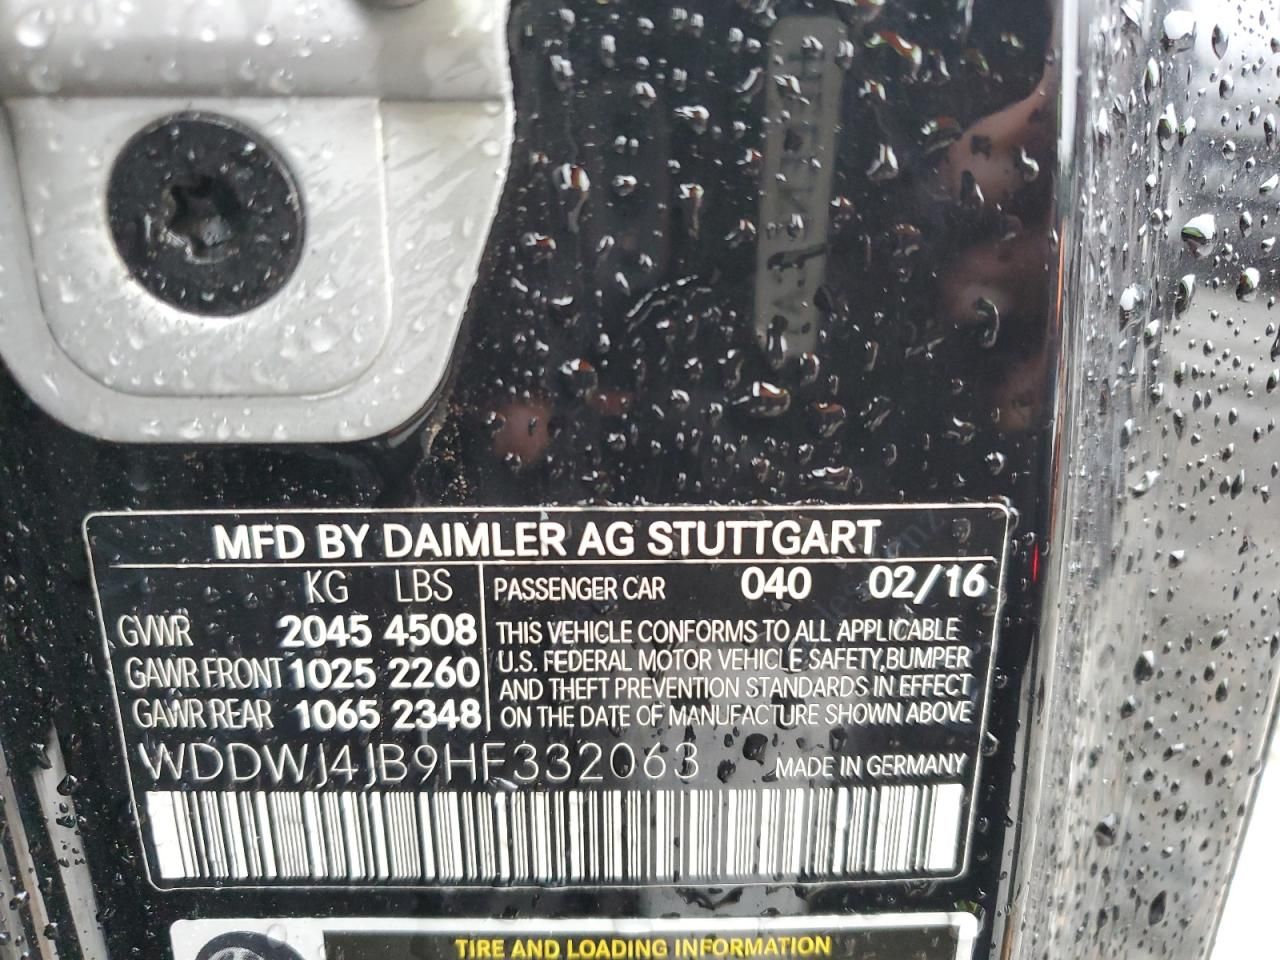 MFD BY DAIMLER AG STUTTGART
KG LBS
GVWR 2045 4508
GAWR FRONT 1025 2260
GAWR REAR 1065 2348
PASSENGER CAR 040 02/16
THIS VEHICLE CONFORMS TO ALL APPLICABLE
U.S. FEDERAL MOTOR VEHICLE SAFETY, BUMPER
AND THEFT PREVENTION STANDARDS IN EFFECT
ON THE DATE OF MANUFACTURE SHOWN ABOVE
WDDWJ4JB9HF332063 MADE IN GERMANY
TIRE AND LOADING INFORMATION